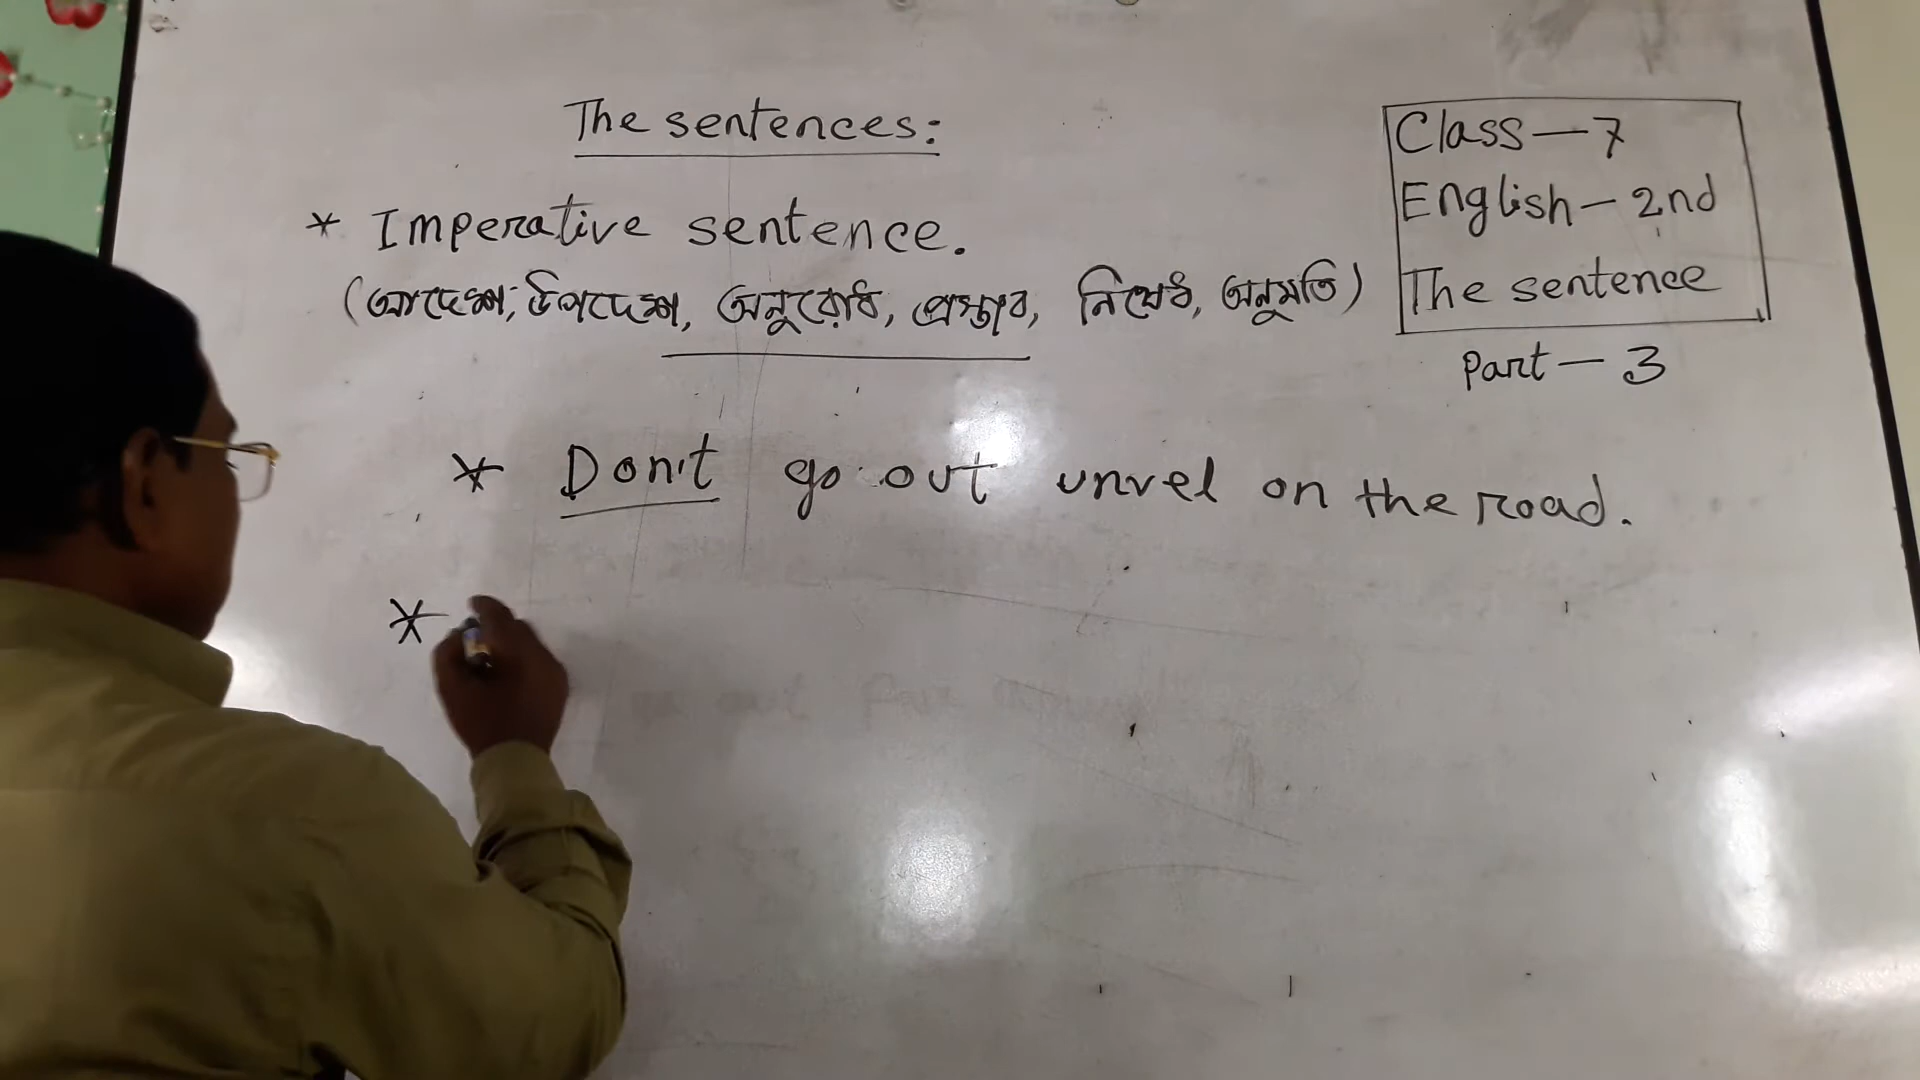 The sentences:
* Imperative sentence.
(আদেশ, উপদেশ, অনুরোধ, প্রস্তাব, নিষেধ, অনুমতি)
Class — 7
English — 2nd
The sentence
Part — 3
* Don't go out unvel on the road.
*